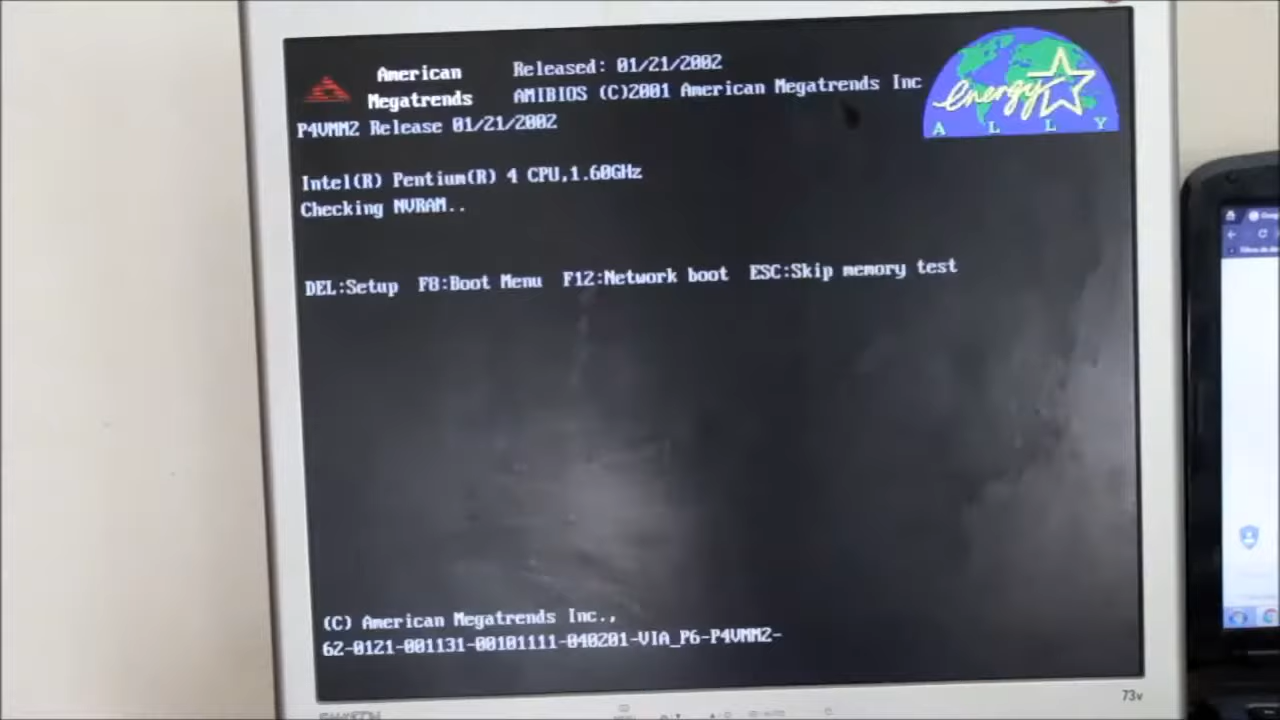 American
Megatrends
Released: 01/21/2002
AMIBIOS (C)2001 American Megatrends Inc
P4VMM2 Release 01/21/2002
energy
A L L Y
Intel(R) Pentium(R) 4 CPU,1.60GHz
Checking NVRAM..
DEL:Setup F8:Boot Menu F12:Network boot ESC:Skip memory test
(C) American Megatrends Inc.,
62-0121-001131-00101111-040201-VIA_P6-P4VMM2-
73v